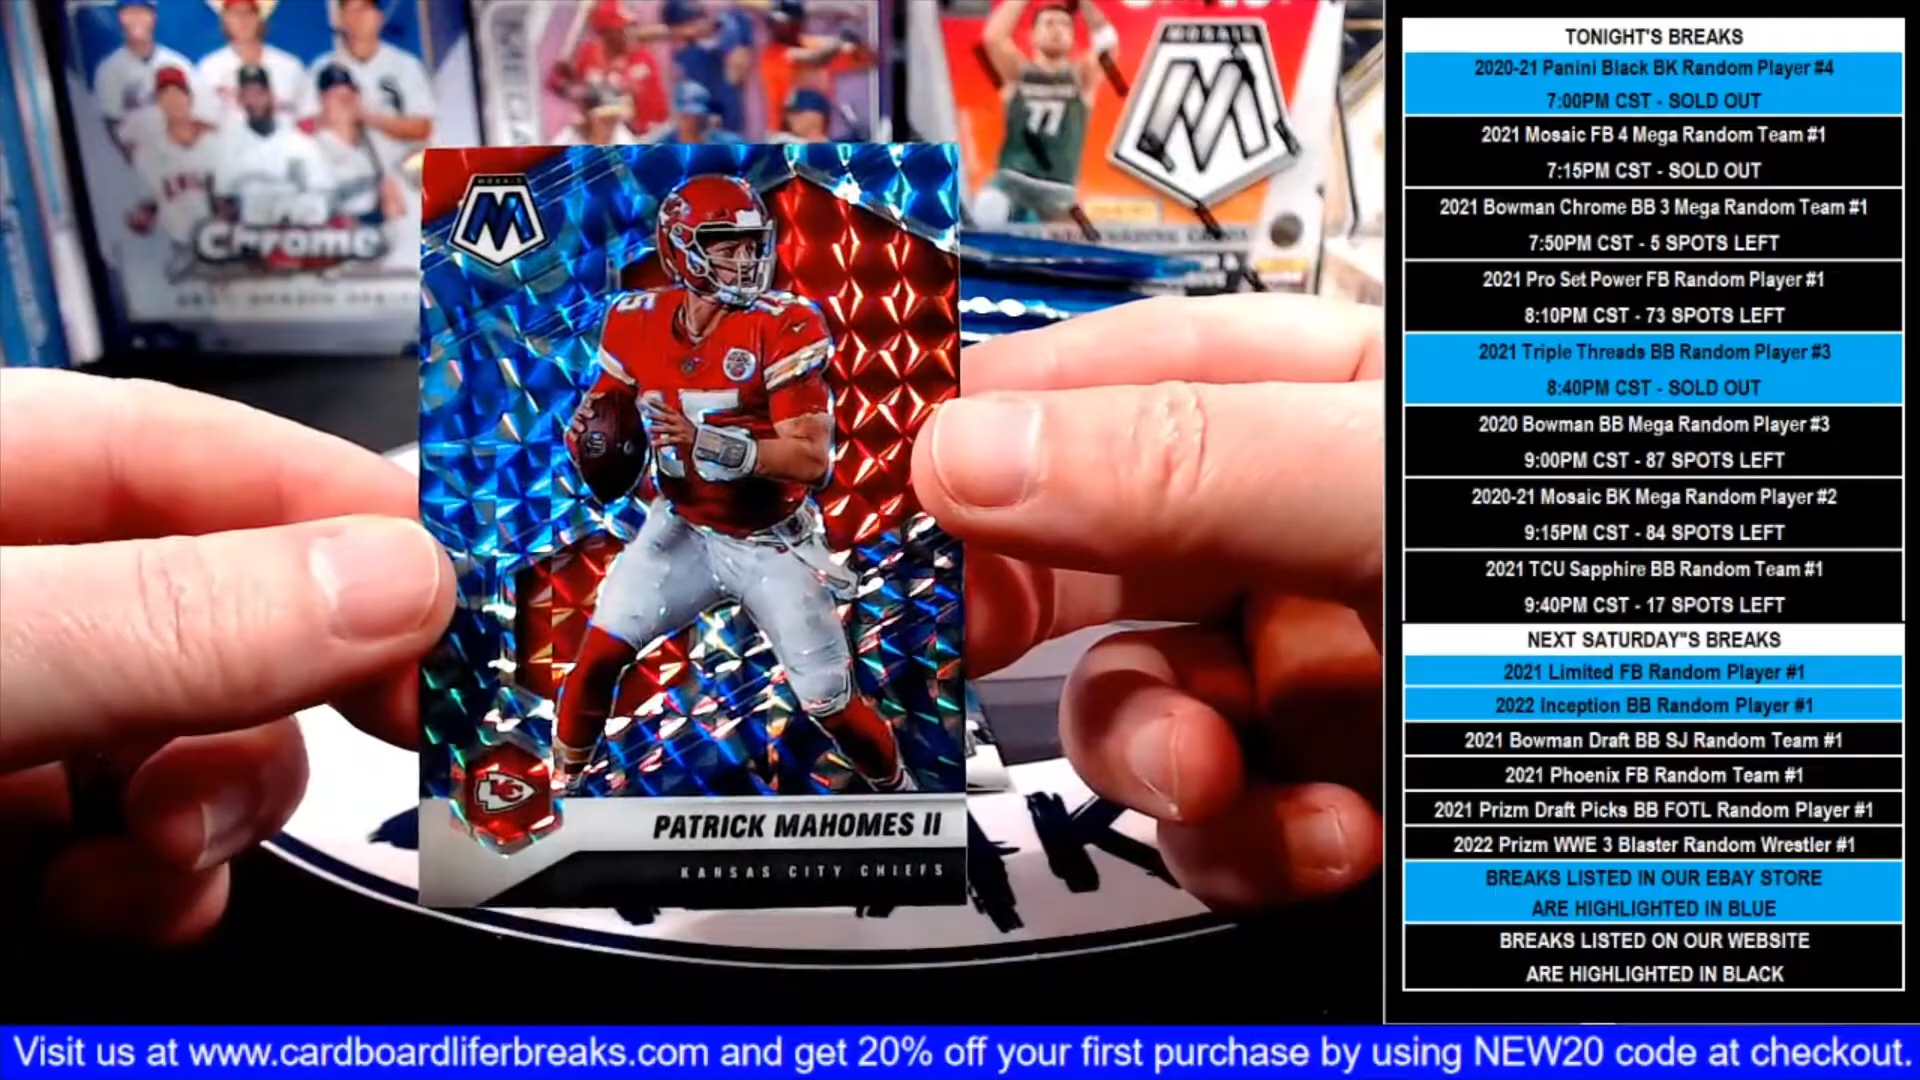 Chrome
MOSAIC
77
MOSAIC
M
15
PATRICK MAHOMES II
KANSAS CITY CHIEFS
KC
TONIGHT'S BREAKS
2020-21 Panini Black BK Random Player #4
7:00PM CST - SOLD OUT
2021 Mosaic FB 4 Mega Random Team #1
7:15PM CST - SOLD OUT
2021 Bowman Chrome BB 3 Mega Random Team #1
7:50PM CST - 5 SPOTS LEFT
2021 Pro Set Power FB Random Player #1
8:10PM CST - 73 SPOTS LEFT
2021 Triple Threads BB Random Player #3
8:40PM CST - SOLD OUT
2020 Bowman BB Mega Random Player #3
9:00PM CST - 87 SPOTS LEFT
2020-21 Mosaic BK Mega Random Player #2
9:15PM CST - 84 SPOTS LEFT
2021 TCU Sapphire BB Random Team #1
9:40PM CST - 17 SPOTS LEFT
NEXT SATURDAY"S BREAKS
2021 Limited FB Random Player #1
2022 Inception BB Random Player #1
2021 Bowman Draft BB SJ Random Team #1
2021 Phoenix FB Random Team #1
2021 Prizm Draft Picks BB FOTL Random Player #1
2022 Prizm WWE 3 Blaster Random Wrestler #1
BREAKS LISTED IN OUR EBAY STORE
ARE HIGHLIGHTED IN BLUE
BREAKS LISTED ON OUR WEBSITE
ARE HIGHLIGHTED IN BLACK
Visit us at www.cardboardliferbreaks.com and get 20% off your first purchase by using NEW20 code at checkout.